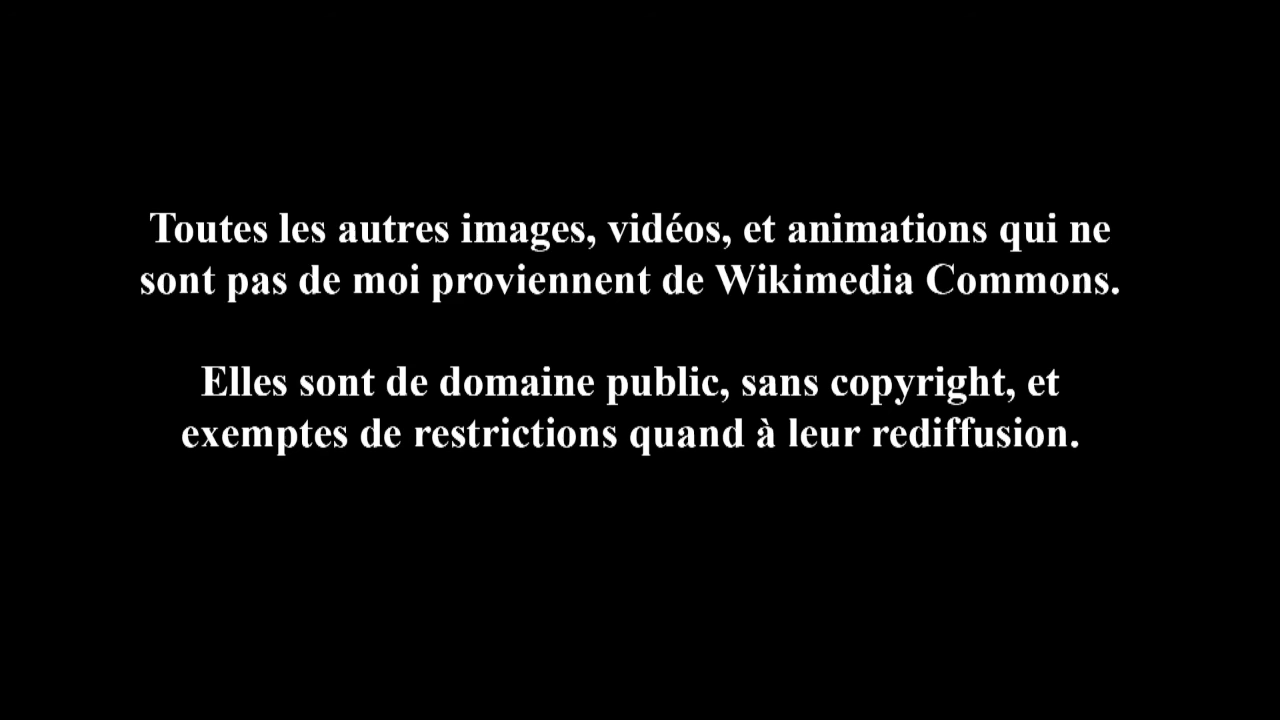 Toutes les autres images, vidéos, et animations qui ne
sont pas de moi proviennent de Wikimedia Commons.
Elles sont de domaine public, sans copyright, et
exemptes de restrictions quand à leur rediffusion.